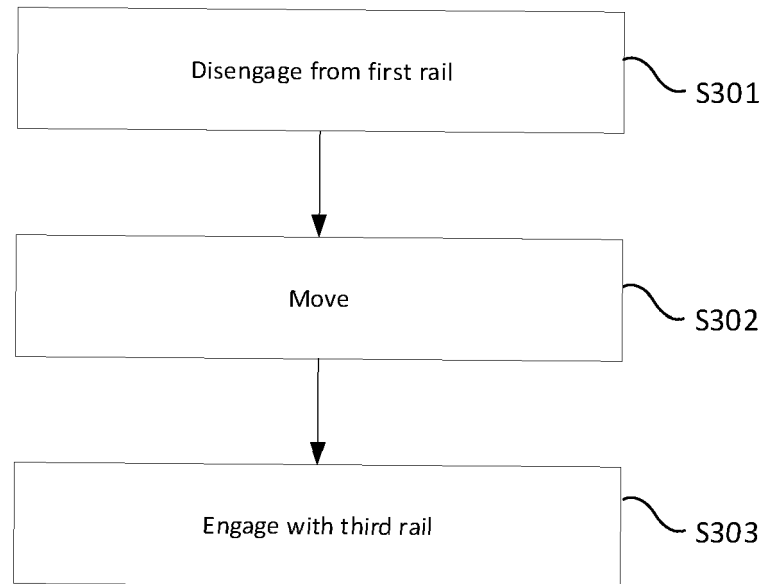 Disengage from first rail
S301
Move
S302
Engage with third rail
S303